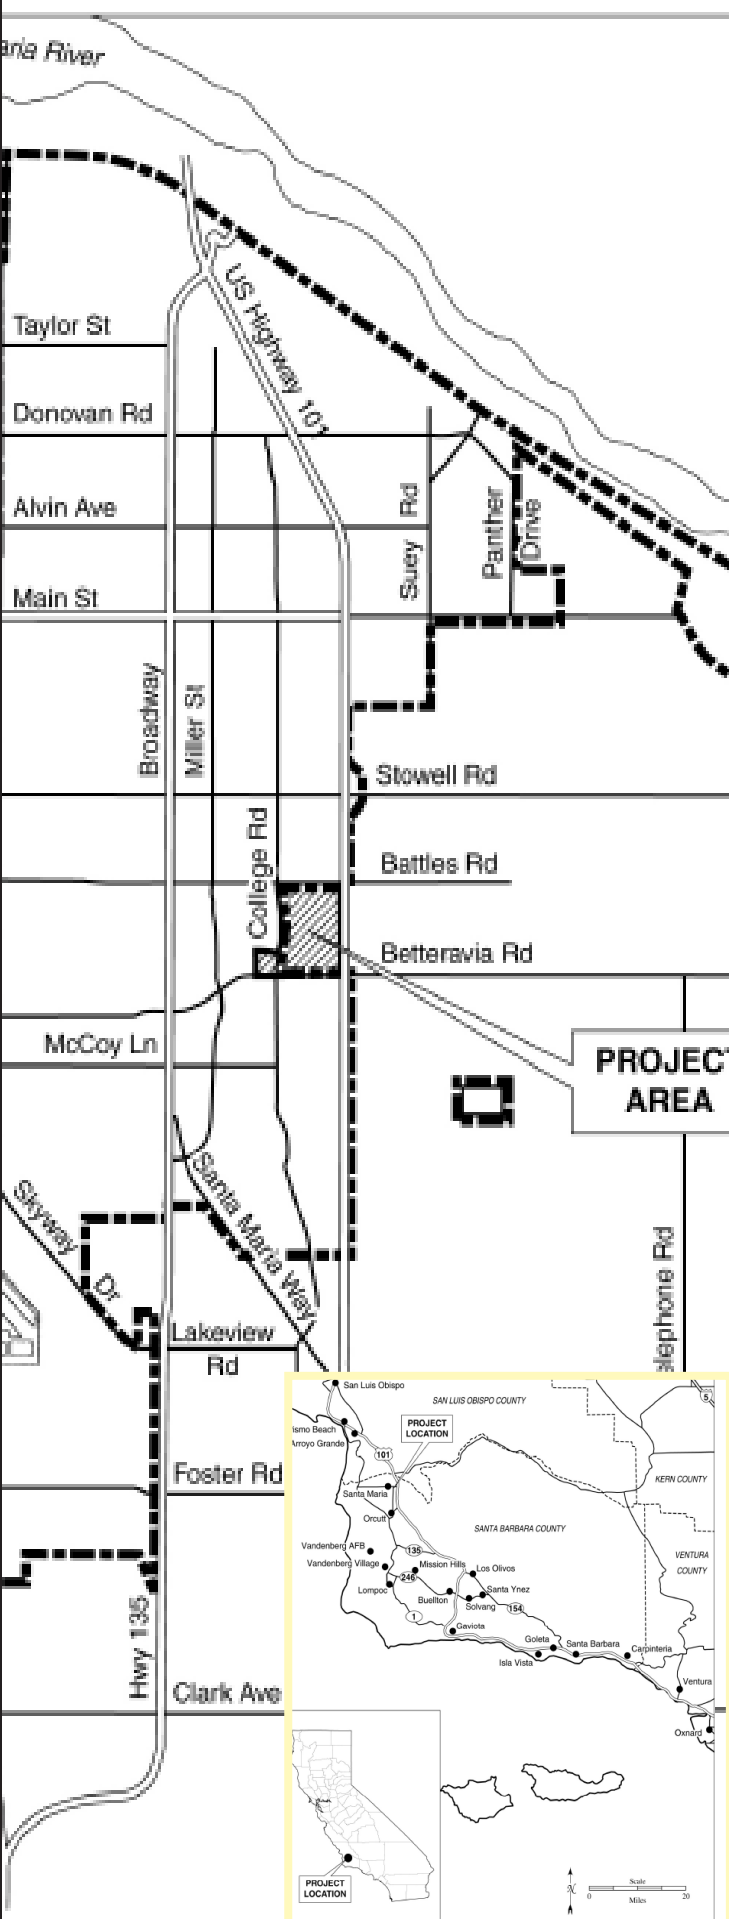 aria River
US Highway 101
Taylor St
Donovan Rd
Alvin Ave
Suey Rd
Panther
Drive
Main St
Broadway
Miller St
Stowell Rd
College Rd
Battles Rd
Betteravia Rd
McCoy Ln
PROJECT
AREA
Santa Maria Way
Skyway Dr
elephone Rd
Lakeview
Rd
Foster Rd
Hwy 135
Clark Ave
San Luis Obispo
SAN LUIS OBISPO COUNTY
5
ismo Beach
Arroyo Grande
PROJECT
LOCATION
101
KERN COUNTY
Santa Maria
Orcutt
SANTA BARBARA COUNTY
Vandenberg AFB
135
VENTURA
COUNTY
Vandenberg Village
Mission Hills
Los Olivos
246
Lompoc
Santa Ynez
Buellton
Solvang
154
1
Gaviota
Goleta
Santa Barbara
Carpinteria
Isla Vista
Ventura
Oxnard
PROJECT
LOCATION
N
Scale
0 20
Miles